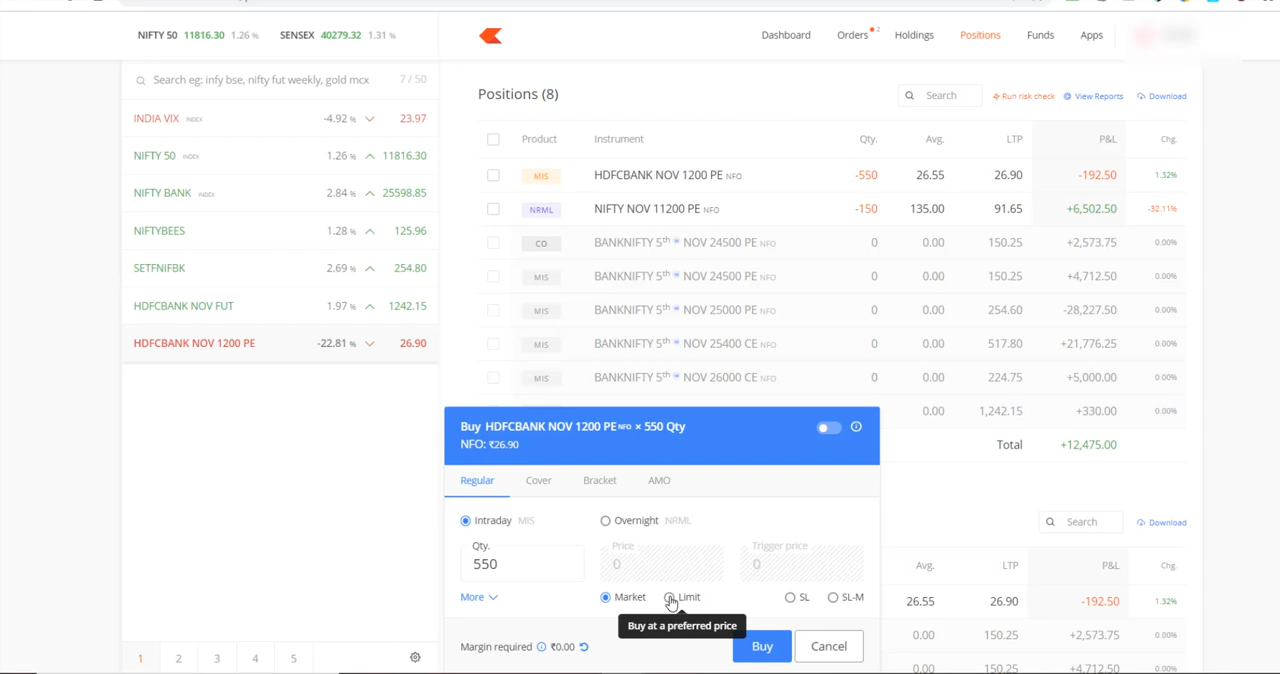 NIFTY 50 11816.30 1.26 % SENSEX 40279.32 1.31 %
Dashboard Orders 2 Holdings Positions Funds Apps
Search eg: infy bse, nifty fut weekly, gold mcx 7 / 50
INDIA VIX INDEX -4.92 % 23.97
NIFTY 50 INDEX 1.26 % 11816.30
NIFTY BANK INDEX 2.84 % 25598.85
NIFTYBEES 1.28 % 125.96
SETFNIFBK 2.69 % 254.80
HDFCBANK NOV FUT 1.97 % 1242.15
HDFCBANK NOV 1200 PE -22.81 % 26.90
1 2 3 4 5
Positions (8) Search Run risk check View Reports Download
Product Instrument Qty. Avg. LTP P&L Chg.
MIS HDFCBANK NOV 1200 PE NFO -550 26.55 26.90 -192.50 1.32%
NRML NIFTY NOV 11200 PE NFO -150 135.00 91.65 +6,502.50 -32.11%
CO BANKNIFTY 5th w NOV 24500 PE NFO 0 0.00 150.25 +2,573.75 0.00%
MIS BANKNIFTY 5th w NOV 24500 PE NFO 0 0.00 150.25 +4,712.50 0.00%
MIS BANKNIFTY 5th w NOV 25000 PE NFO 0 0.00 254.60 -28,227.50 0.00%
MIS BANKNIFTY 5th w NOV 25400 CE NFO 0 0.00 517.80 +21,776.25 0.00%
MIS BANKNIFTY 5th w NOV 26000 CE NFO 0 0.00 224.75 +5,000.00 0.00%
0.00 1,242.15 +330.00 0.00%
Total +12,475.00
Buy HDFCBANK NOV 1200 PE NFO × 550 Qty
NFO: ₹26.90
Regular Cover Bracket AMO
Intraday MIS Overnight NRML
Qty. Price Trigger price
550 0 0
More Market Limit SL SL-M
Buy at a preferred price
Margin required ₹0.00 Buy Cancel
Search Download
Avg. LTP P&L Chg.
26.55 26.90 -192.50 1.32%
0.00 150.25 +2,573.75 0.00%
0.00 150.25 +4,712.50 0.00%